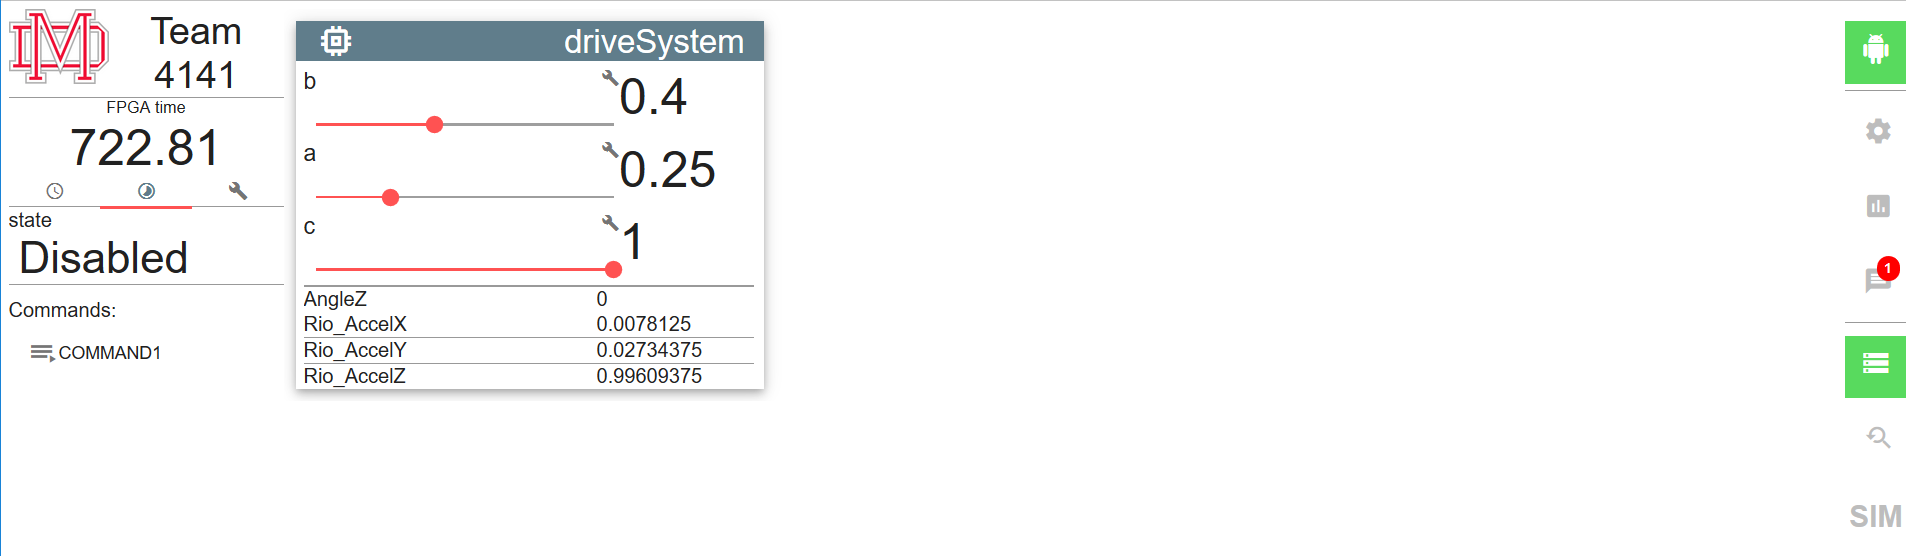 Team
4141
FPGA time
722.81
state
Disabled
Commands:
COMMAND1
driveSystem
b
0.4
a
0.25
c
1
AngleZ 0
Rio_AccelX 0.0078125
Rio_AccelY 0.02734375
Rio_AccelZ 0.99609375
1
SIM